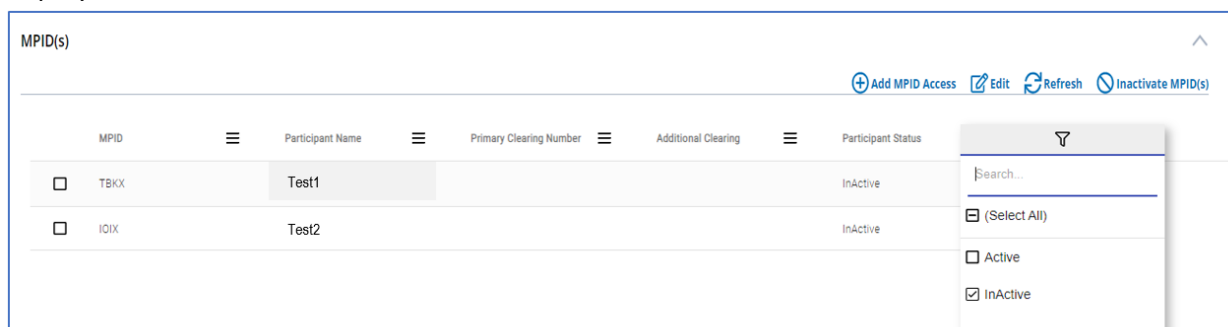 MPID(s)
Add MPID Access Edit Refresh Inactivate MPID(s)
MPID Participant Name Primary Clearing Number Additional Clearing Participant Status
TBKX Test1 InActive
IOIX Test2 InActive
Search...
(Select All)
Active
InActive